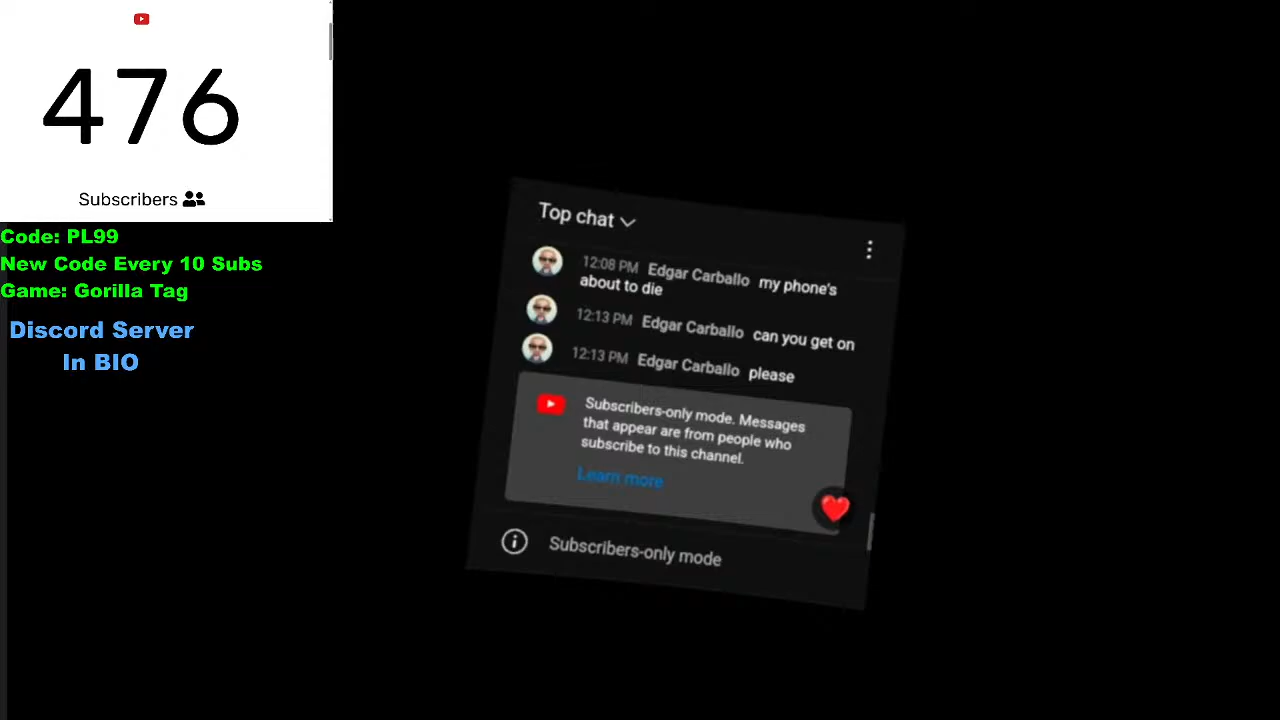 476
Subscribers
Code: PL99
New Code Every 10 Subs
Game: Gorilla Tag
Discord Server
In BIO
Top chat
12:08 PM Edgar Carballo my phone's
about to die
12:13 PM Edgar Carballo can you get on
12:13 PM Edgar Carballo please
Subscribers-only mode. Messages
that appear are from people who
subscribe to this channel.
Learn more
Subscribers-only mode